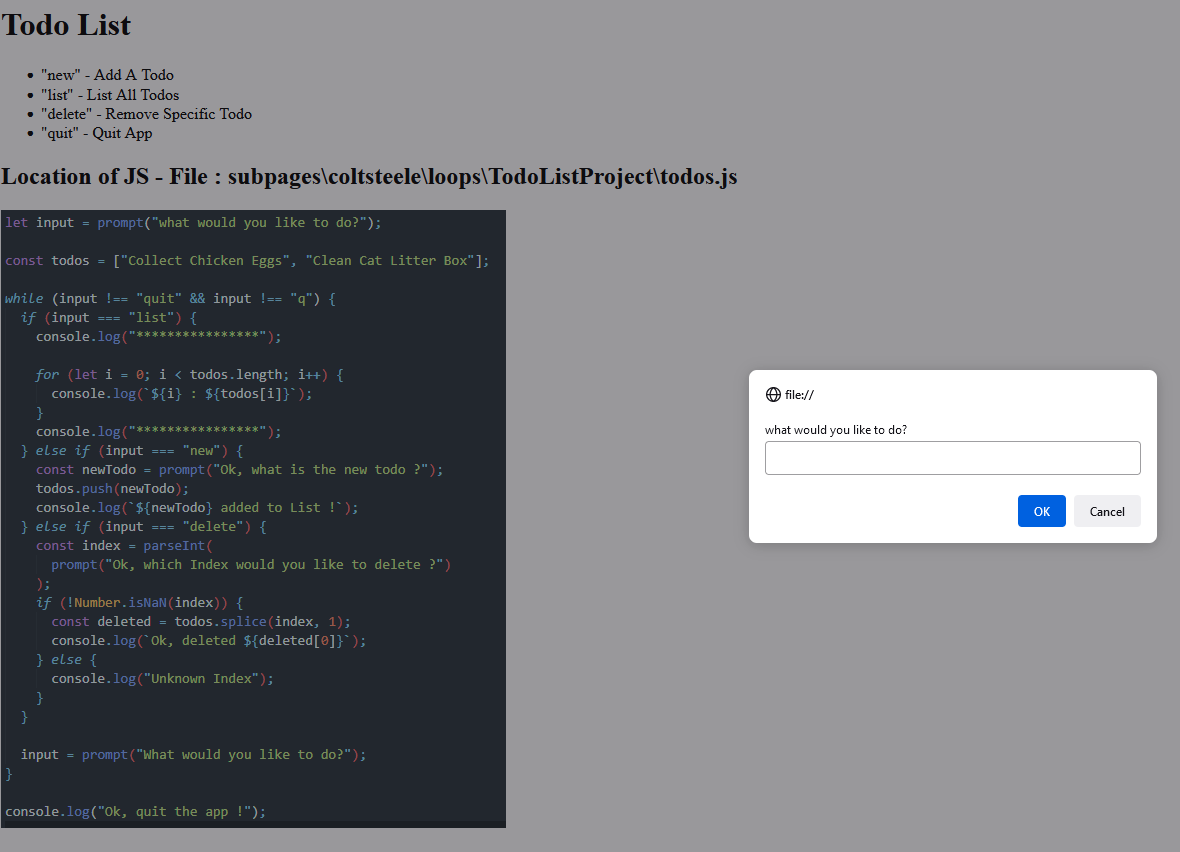 Todo List
"new" - Add A Todo
"list" - List All Todos
"delete" - Remove Specific Todo
"quit" - Quit App
Location of JS - File : subpages\coltsteele\loops\TodoListProject\todos.js
let input = prompt("what would you like to do?");
const todos = ["Collect Chicken Eggs", "Clean Cat Litter Box"];
while (input !== "quit" && input !== "q") {
  if (input === "list") {
    console.log("****************");
    for (let i = 0; i < todos.length; i++) {
      console.log(`${i} : ${todos[i]}`);
    }
    console.log("****************");
  } else if (input === "new") {
    const newTodo = prompt("Ok, what is the new todo ?");
    todos.push(newTodo);
    console.log(`${newTodo} added to List !`);
  } else if (input === "delete") {
    const index = parseInt(
      prompt("Ok, which Index would you like to delete ?")
    );
    if (!Number.isNaN(index)) {
      const deleted = todos.splice(index, 1);
      console.log(`Ok, deleted ${deleted[0]}`);
    } else {
      console.log("Unknown Index");
    }
  }
  input = prompt("What would you like to do?");
}
console.log("Ok, quit the app !");
file://
what would you like to do?
OK
Cancel